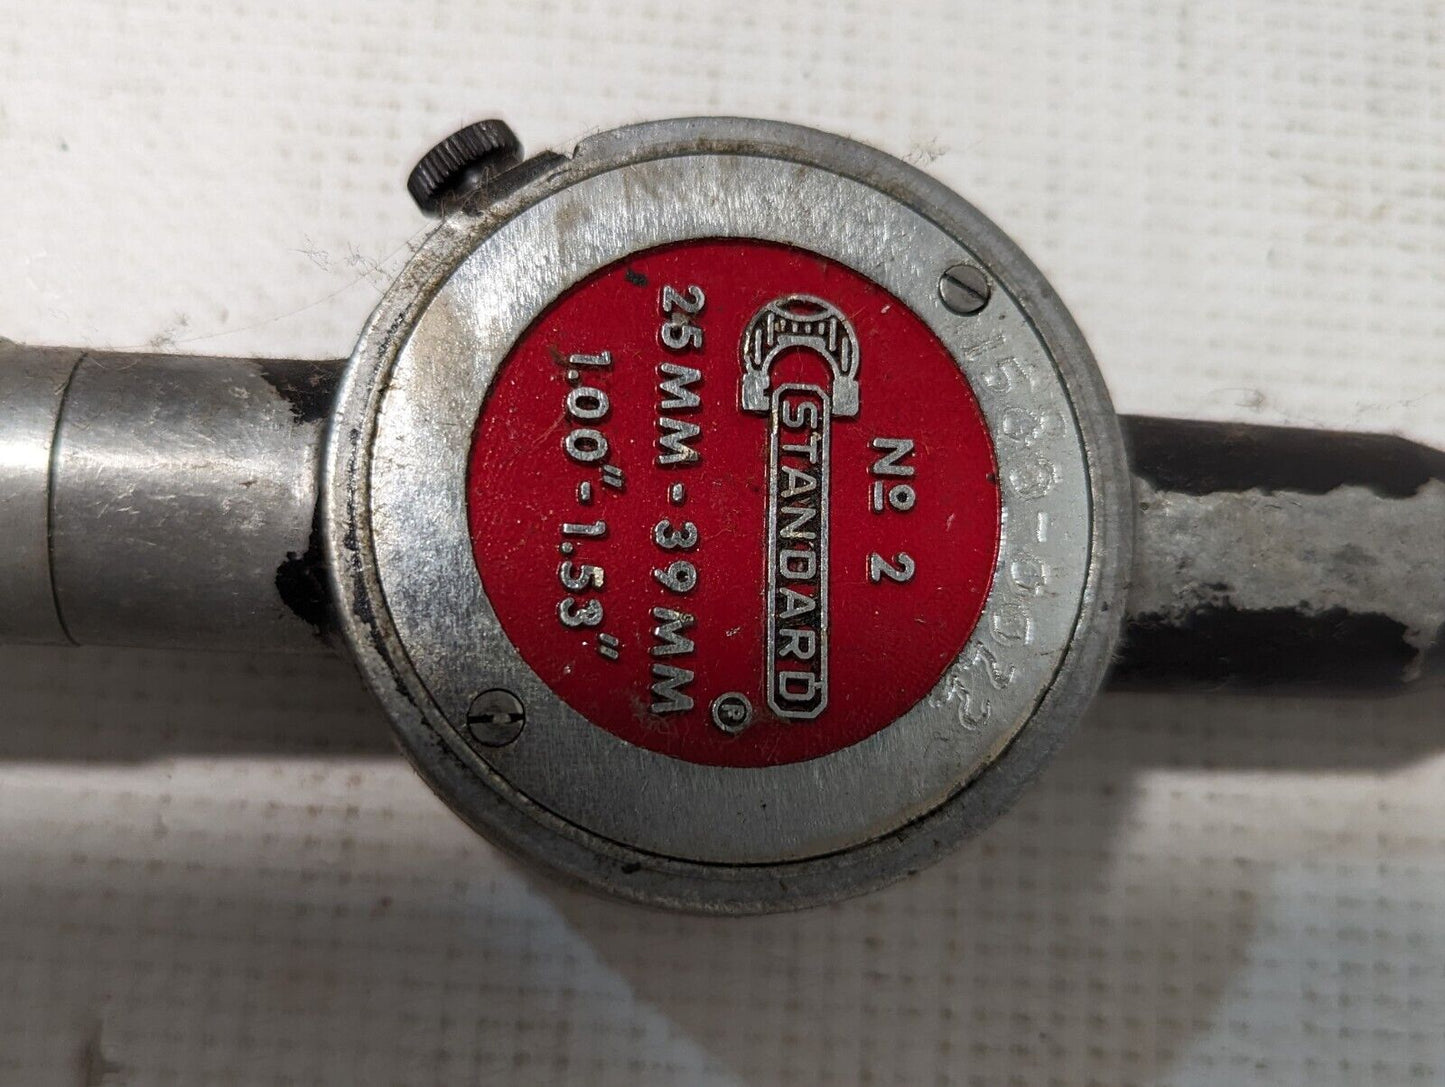 Nº 2
STANDARD
Ⓟ
25MM-39MM
1.00"-1.53"